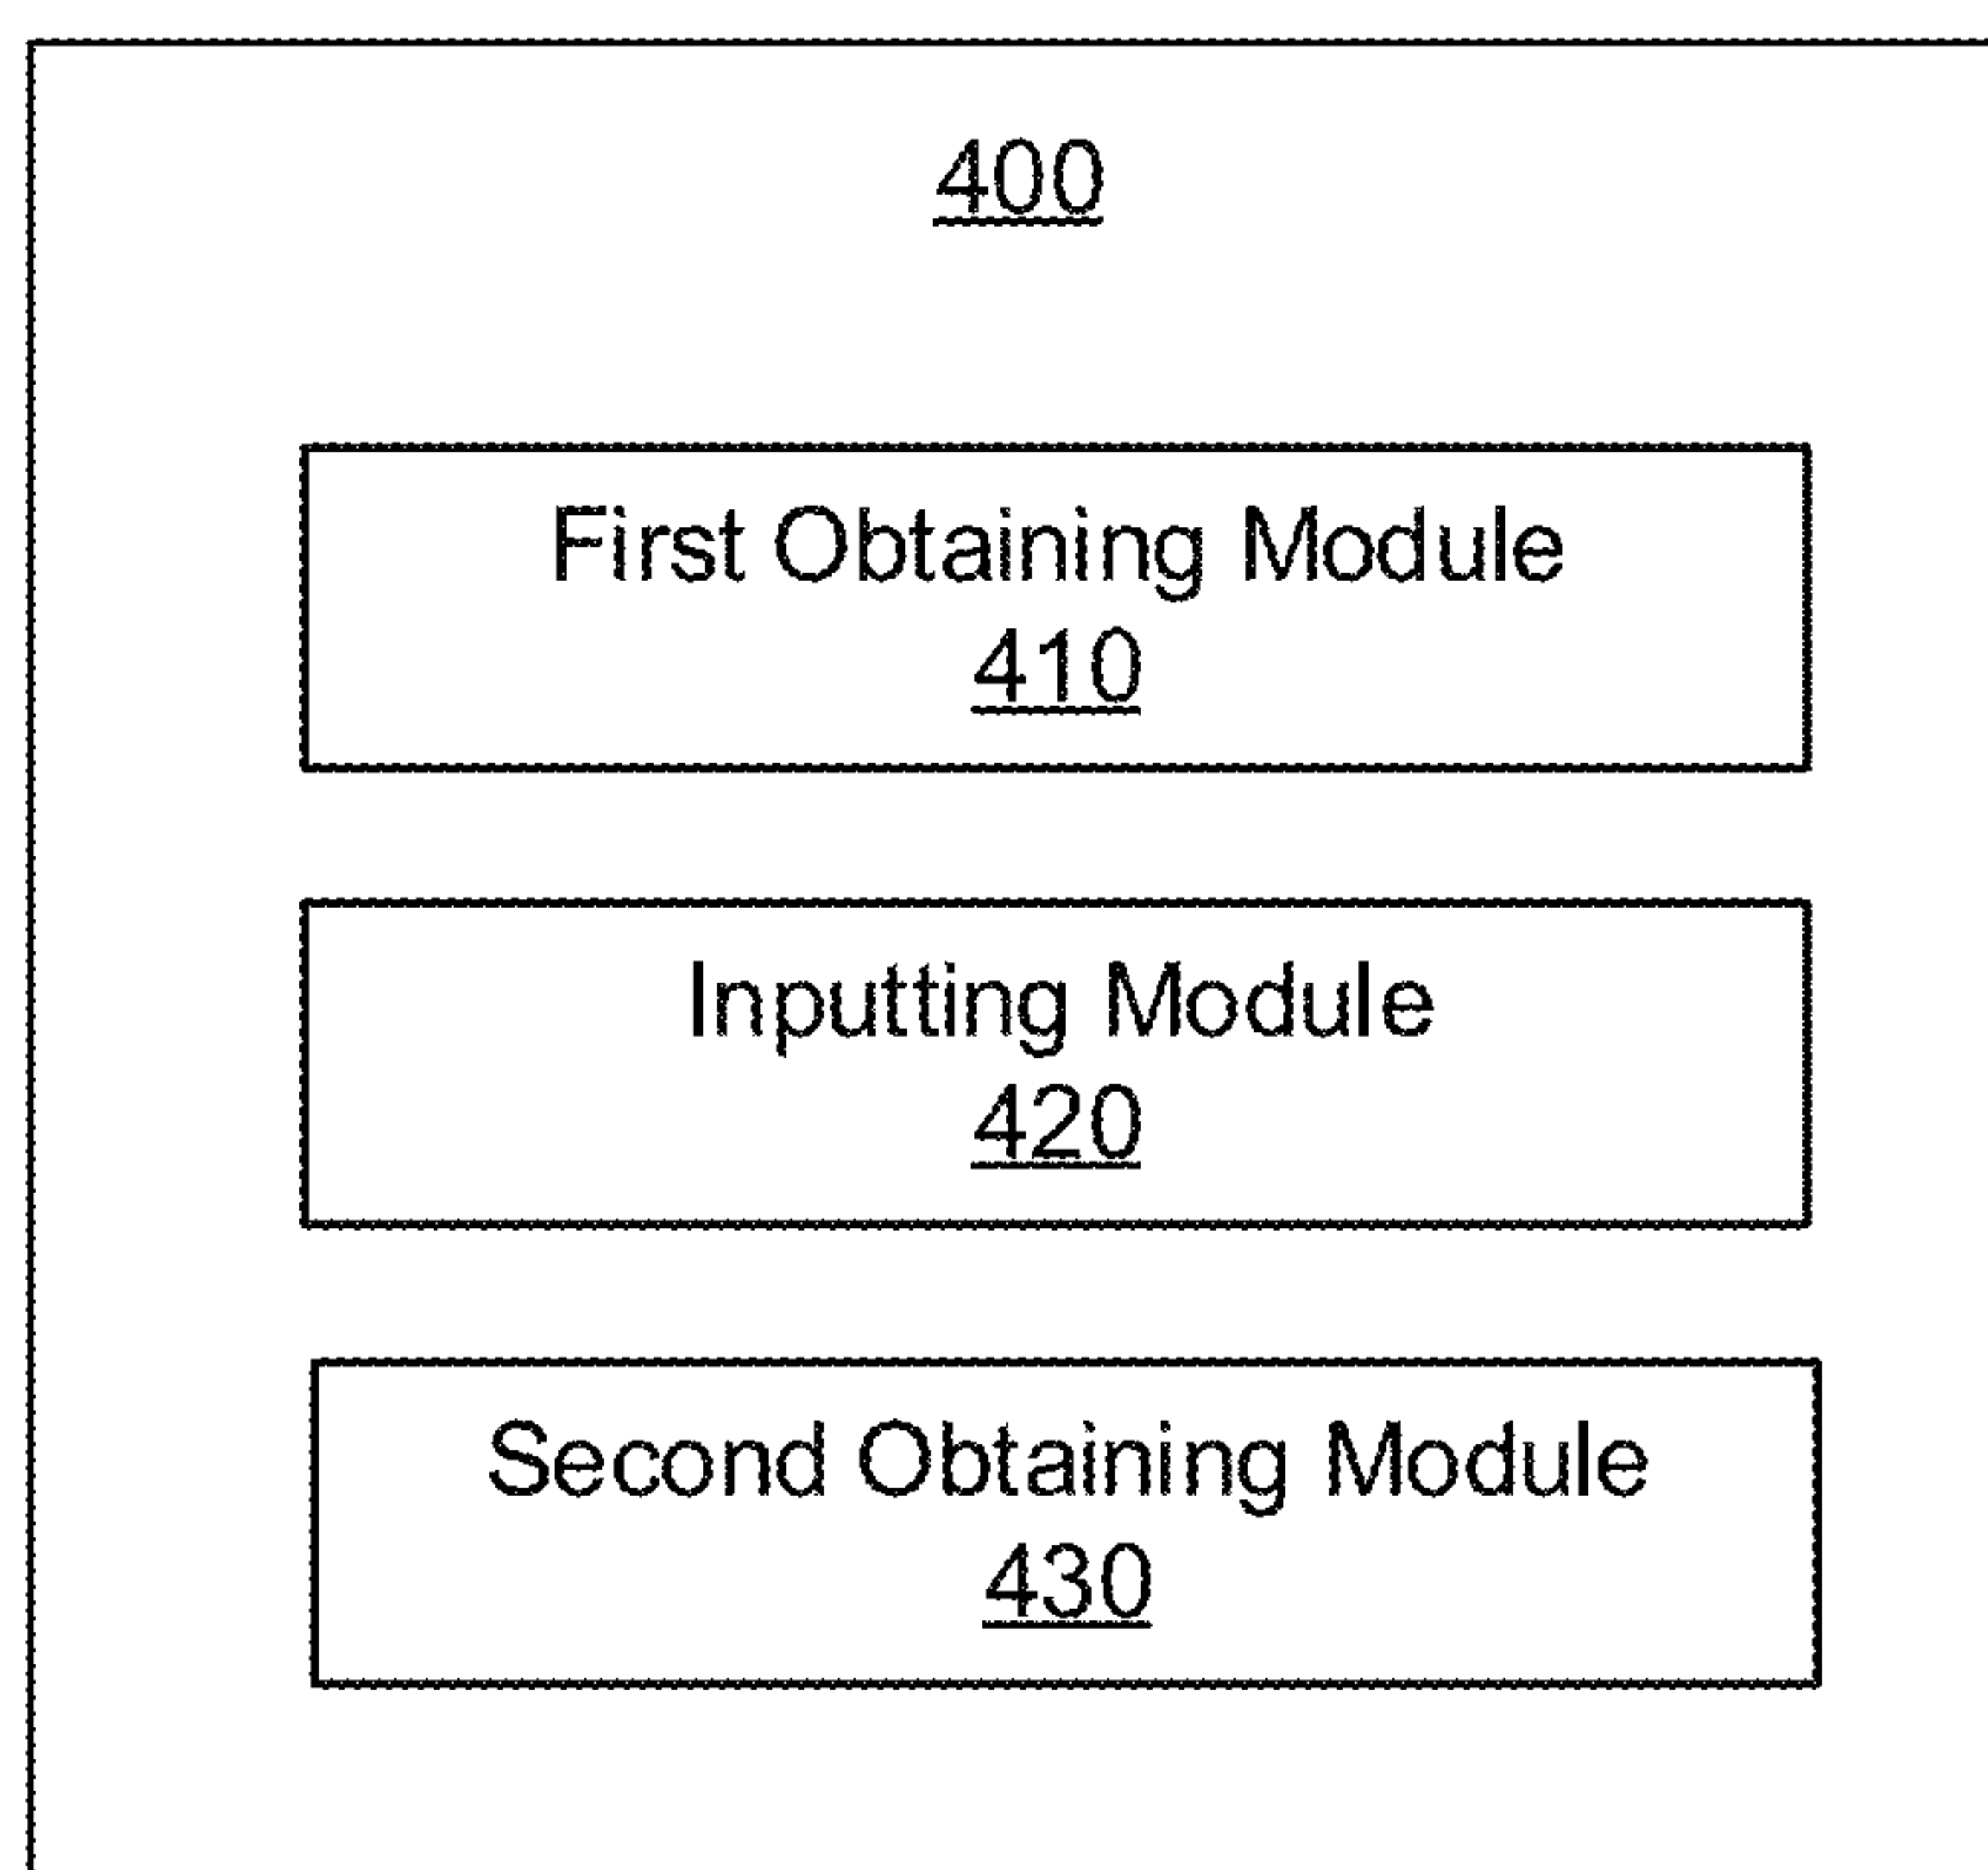 400
First Obtaining Module
410
Inputting Module
420
Second Obtaining Module
430